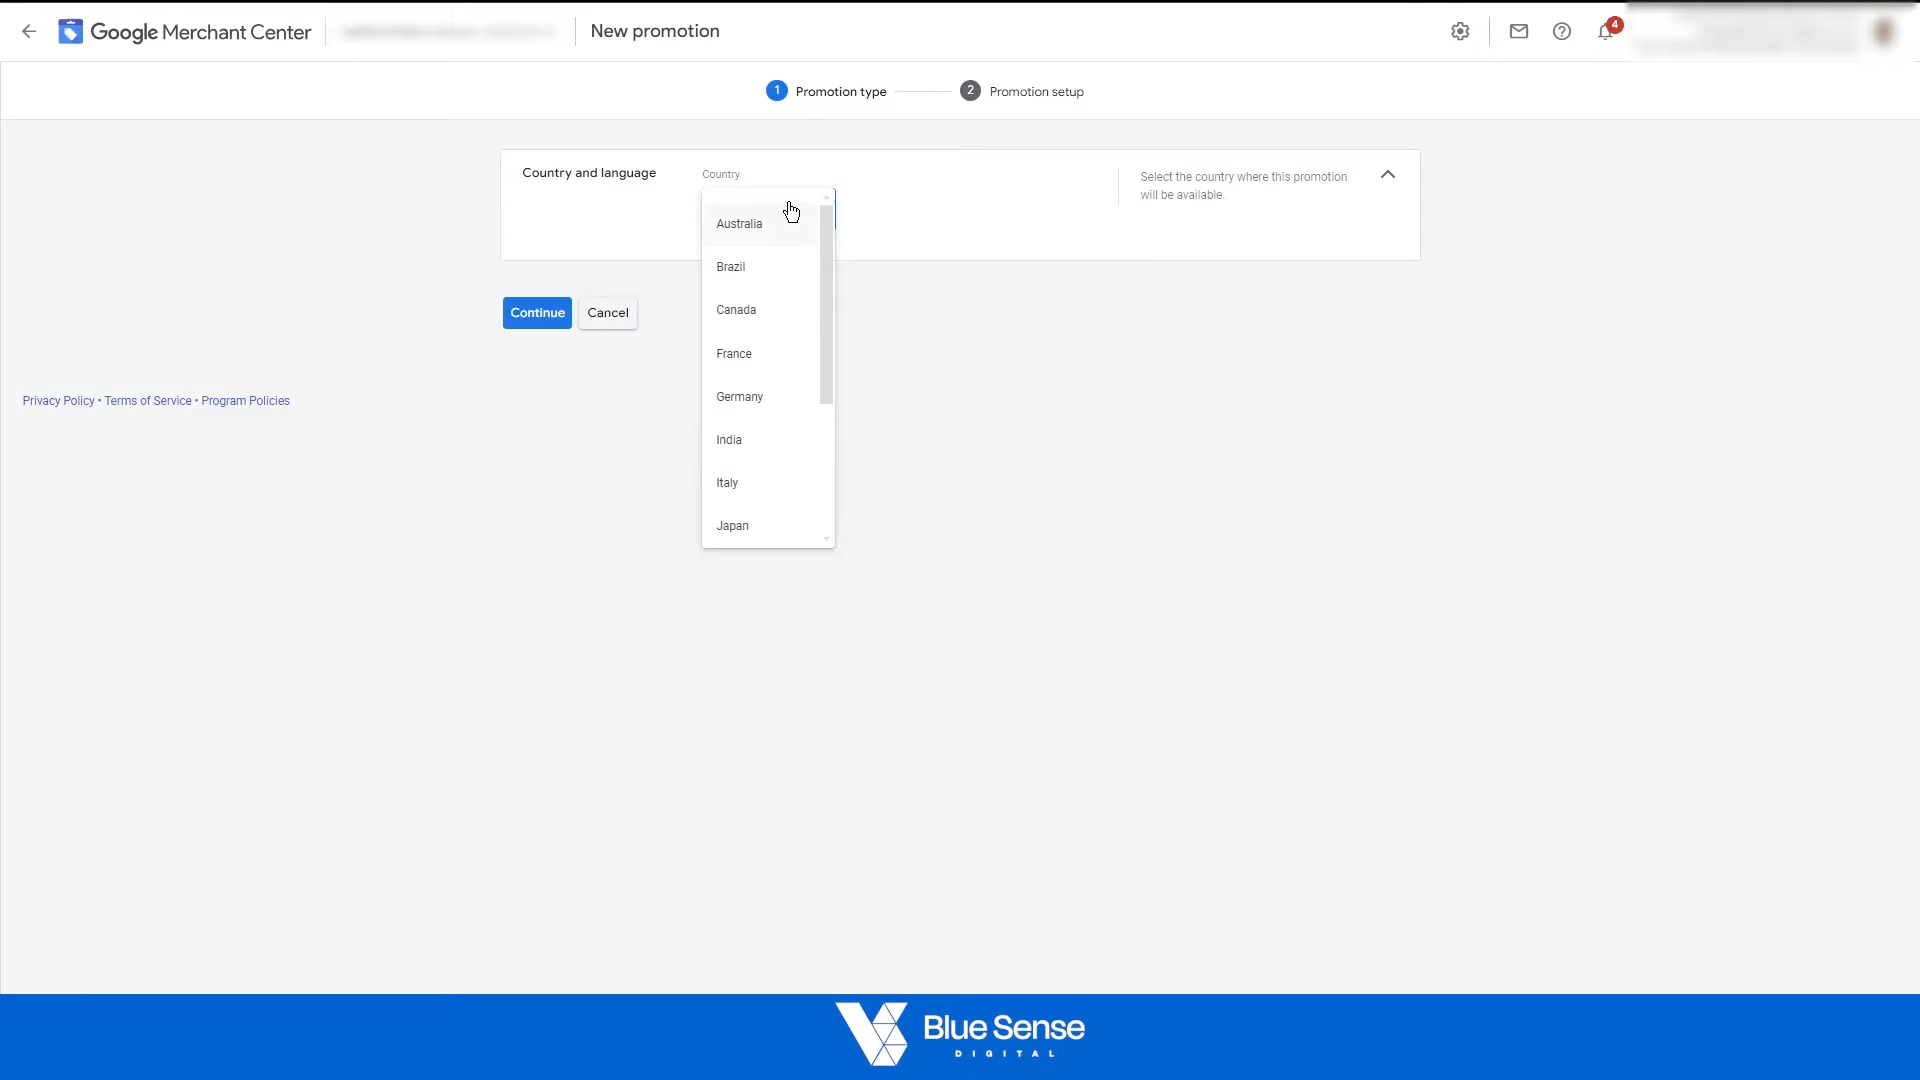 Google Merchant Center
New promotion
4
1 Promotion type
2 Promotion setup
Country and language
Country
Select the country where this promotion
will be available.
Australia
Brazil
Canada
France
Germany
India
Italy
Japan
Continue
Cancel
Privacy Policy • Terms of Service • Program Policies
Blue Sense
DIGITAL